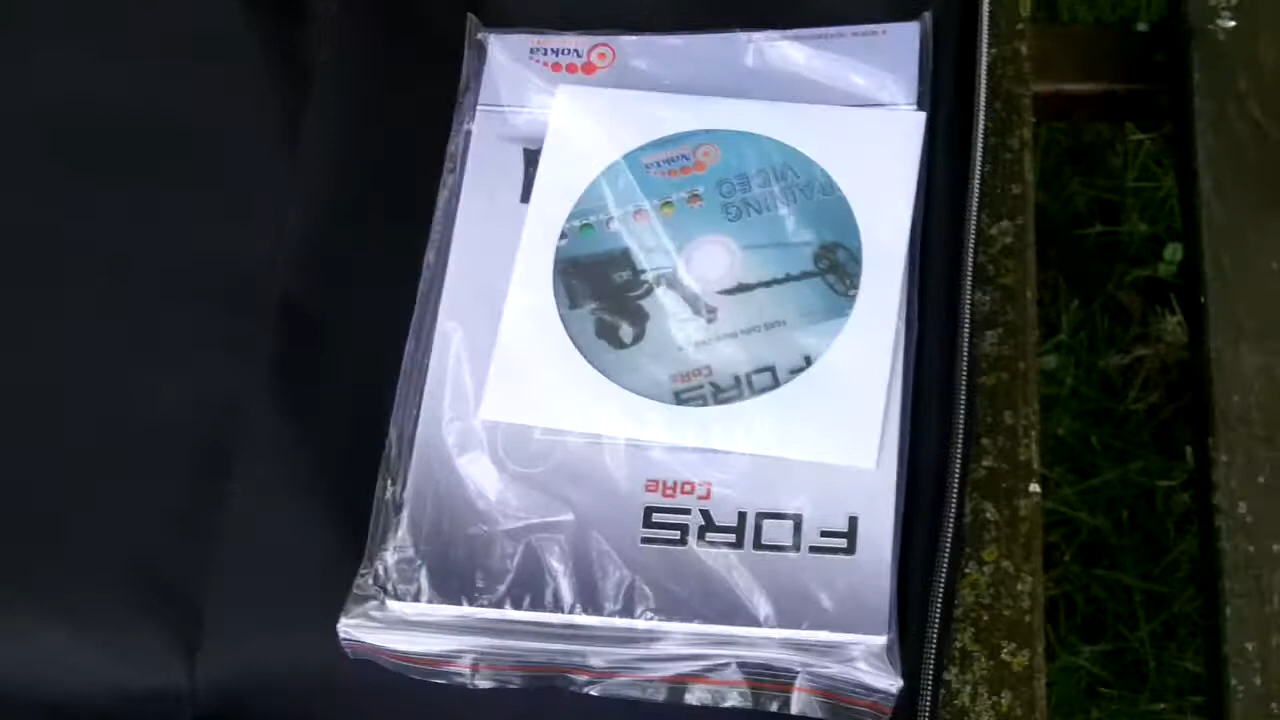 FORS
CoRe
FORS
CoRe
TRAINING
VIDEO
Nokta
Nokta